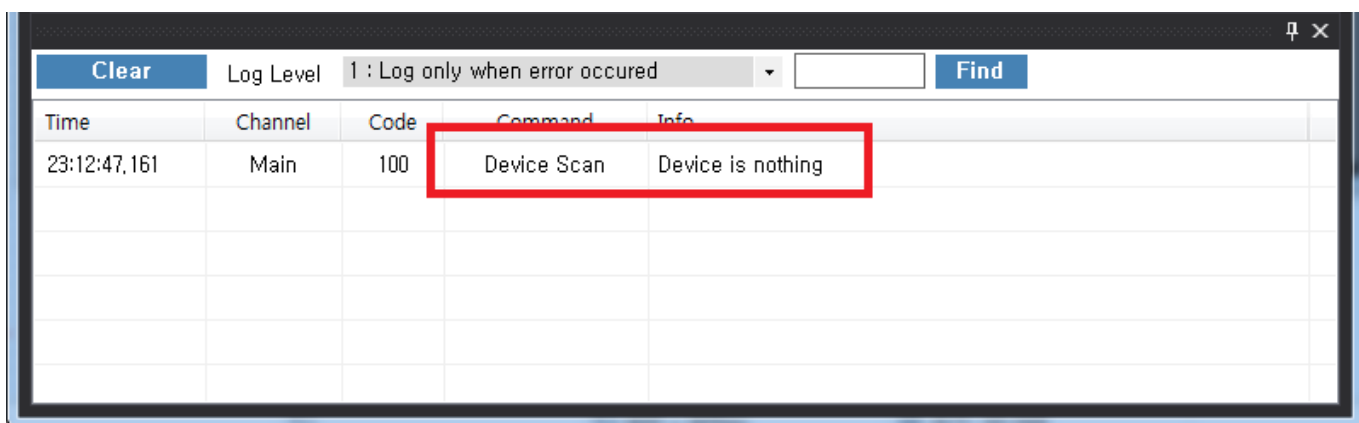 Clear Log Level 1 : Log only when error occured Find
Time Channel Code Command Info
23:12:47,161 Main 100 Device Scan Device is nothing